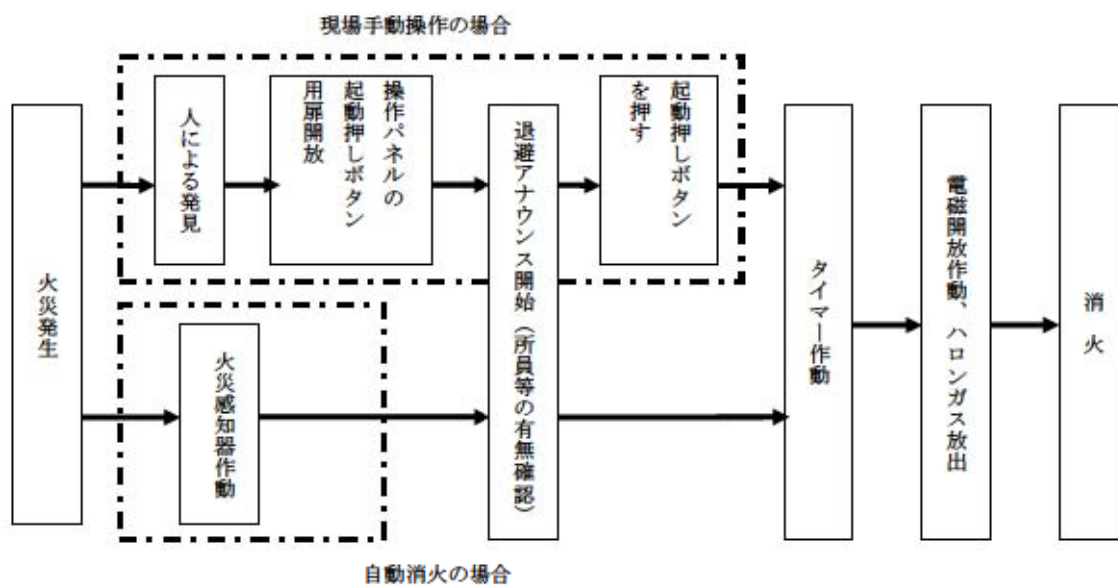 現場手動操作の場合
火災発生
人による発見
操作パネルの
起動押しボタン
用扉開放
退避アナウンス開始（所員等の有無確認）
起動押しボタン
を押す
火災感知器作動
タイマー作動
電磁開放作動、ハロンガス放出
消火
自動消火の場合